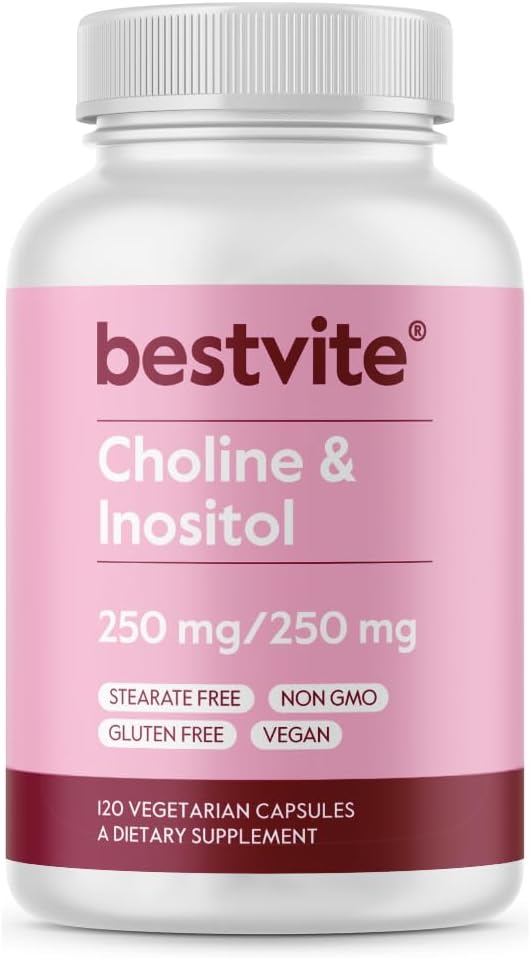 bestvite®
Choline &
Inositol
250 mg/250 mg
STEARATE FREE NON GMO
GLUTEN FREE VEGAN
120 VEGETARIAN CAPSULES
A DIETARY SUPPLEMENT